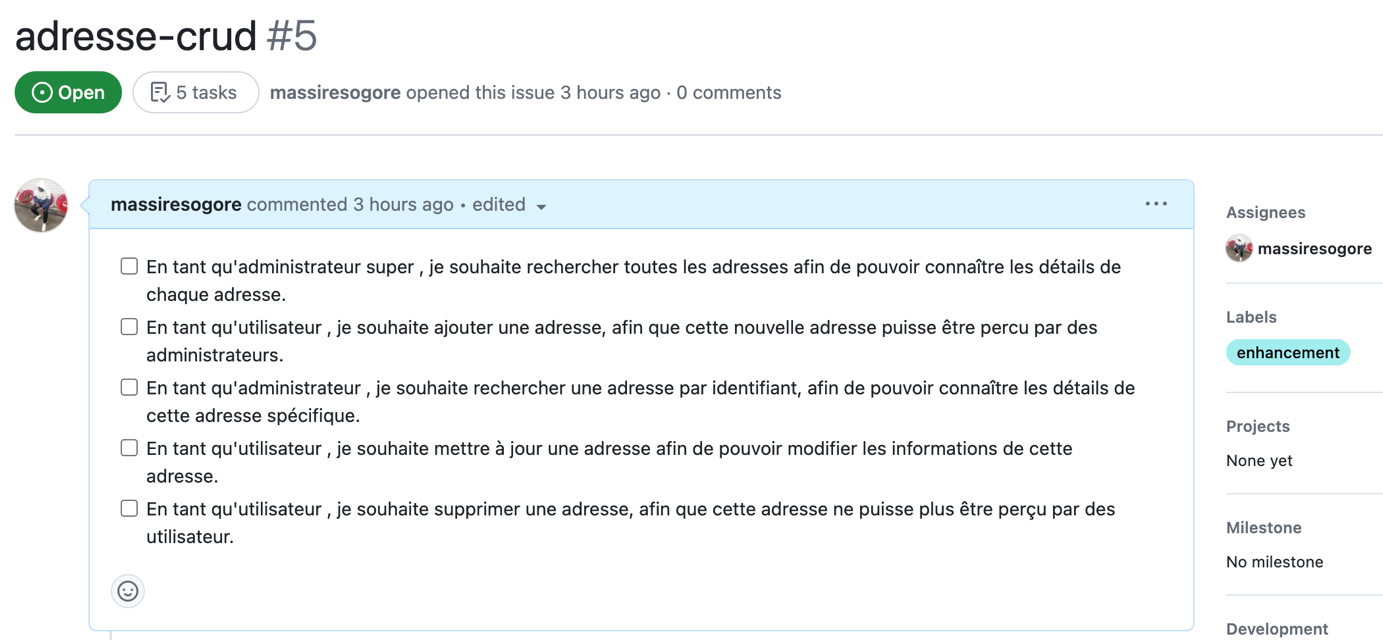 adresse-crud #5
Open
5 tasks
massiresogore opened this issue 3 hours ago · 0 comments
massiresogore commented 3 hours ago • edited
En tant qu'administrateur super , je souhaite rechercher toutes les adresses afin de pouvoir connaître les détails de
chaque adresse.
En tant qu'utilisateur , je souhaite ajouter une adresse, afin que cette nouvelle adresse puisse être percu par des
administrateurs.
En tant qu'administrateur , je souhaite rechercher une adresse par identifiant, afin de pouvoir connaître les détails de
cette adresse spécifique.
En tant qu'utilisateur , je souhaite mettre à jour une adresse afin de pouvoir modifier les informations de cette
adresse.
En tant qu'utilisateur , je souhaite supprimer une adresse, afin que cette adresse ne puisse plus être perçu par des
utilisateur.
Assignees
massiresogore
Labels
enhancement
Projects
None yet
Milestone
No milestone
Development